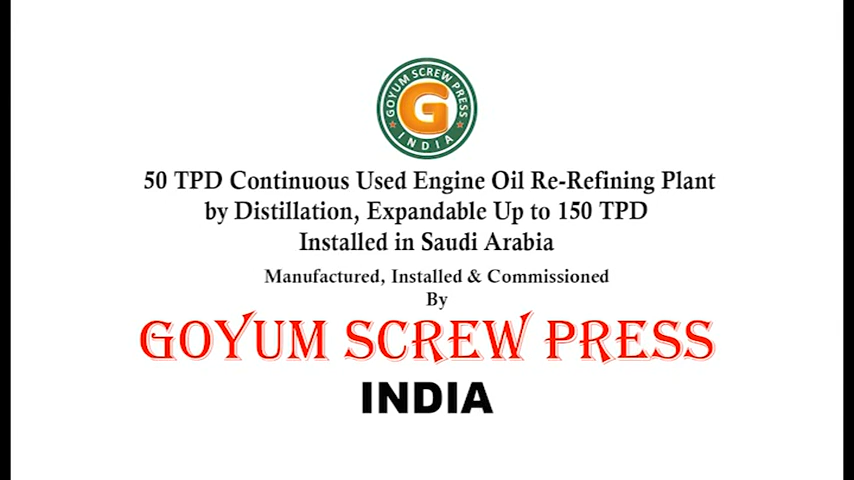 GOYUM SCREW PRESS
G
INDIA
50 TPD Continuous Used Engine Oil Re-Refining Plant
by Distillation, Expandable Up to 150 TPD
Installed in Saudi Arabia
Manufactured, Installed & Commissioned
By
GOYUM SCREW PRESS
INDIA